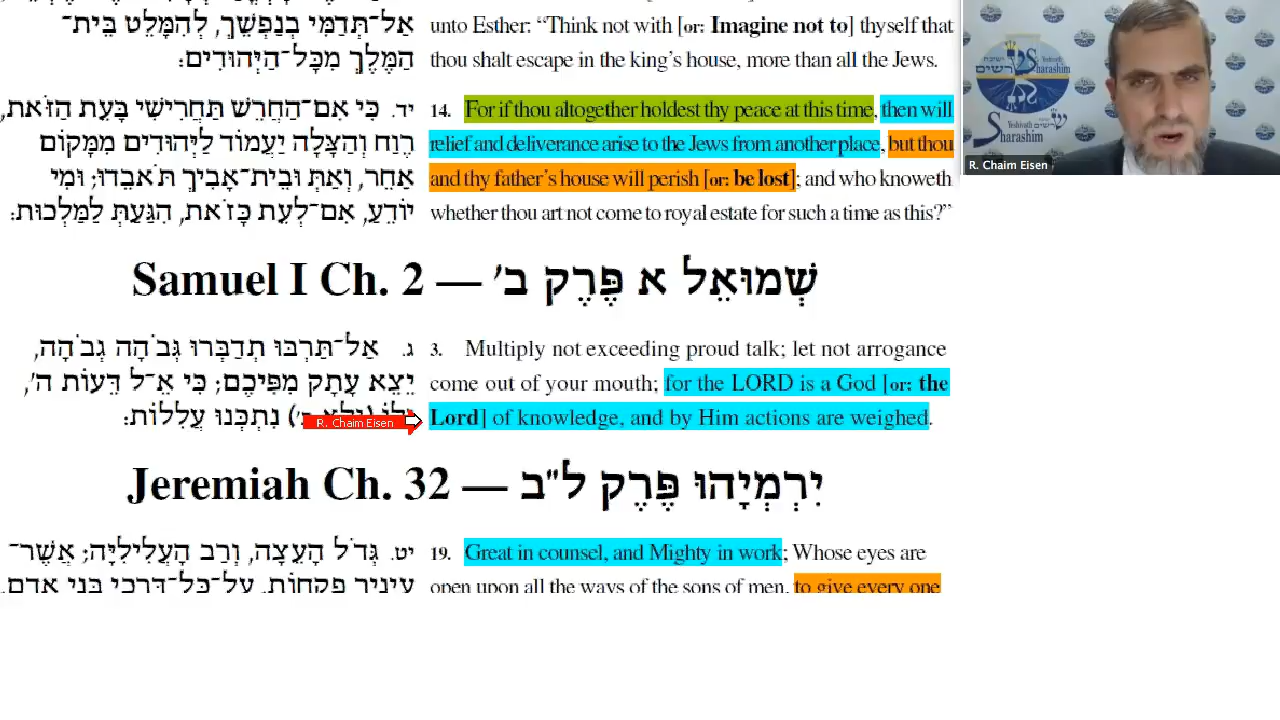 אַל־תְּדַמִּי בְנַפְשֵׁךְ, לְהִמָּלֵט בֵּית־
הַמֶּלֶךְ מִכָּל־הַיְּהוּדִים:
unto Esther: “Think not with [or: Imagine not to] thyself that
thou shalt escape in the king’s house, more than all the Jews.
יד. כִּי אִם־הַחֲרֵשׁ תַּחֲרִישִׁי בָּעֵת הַזֹּאת,
רֶוַח וְהַצָּלָה יַעֲמוֹד לַיְּהוּדִים מִמָּקוֹם
אַחֵר, וְאַתְּ וּבֵית־אָבִיךְ תֹּאבֵדוּ; וּמִי
יוֹדֵעַ, אִם־לְעֵת כָּזֹאת, הִגַּעַתְּ לַמַּלְכוּת:
14. For if thou altogether holdest thy peace at this time, then will
relief and deliverance arise to the Jews from another place, but thou
and thy father’s house will perish [or: be lost]; and who knoweth
whether thou art not come to royal estate for such a time as this?”
Samuel I Ch. 2 — שְׁמוּאֵל א פֶּרֶק ב׳
ג. אַל־תַּרְבּוּ תְדַבְּרוּ גְּבֹהָה גְבֹהָה,
יֵצֵא עָתָק מִפִּיכֶם; כִּי אֵ־ל דֵּעוֹת ה׳,
נִתְכְּנוּ עֲלִלוֹת:
3. Multiply not exceeding proud talk; let not arrogance
come out of your mouth; for the LORD is a God [or: the
Lord] of knowledge, and by Him actions are weighed.
R. Chaim Eisen
Jeremiah Ch. 32 — יִרְמְיָהוּ פֶּרֶק ל״ב
יט. גְּדֹל הָעֵצָה, וְרַב הָעֲלִילִיָּה; אֲשֶׁר־
עֵינֶיךָ פְקֻחוֹת, עַל־כָּל־דַּרְכֵי בְּנֵי אָדָם,
19. Great in counsel, and Mighty in work; Whose eyes are
open upon all the ways of the sons of men, to give every one
Sharashim
Yeshivath שרשים
Sharashim
R. Chaim Eisen